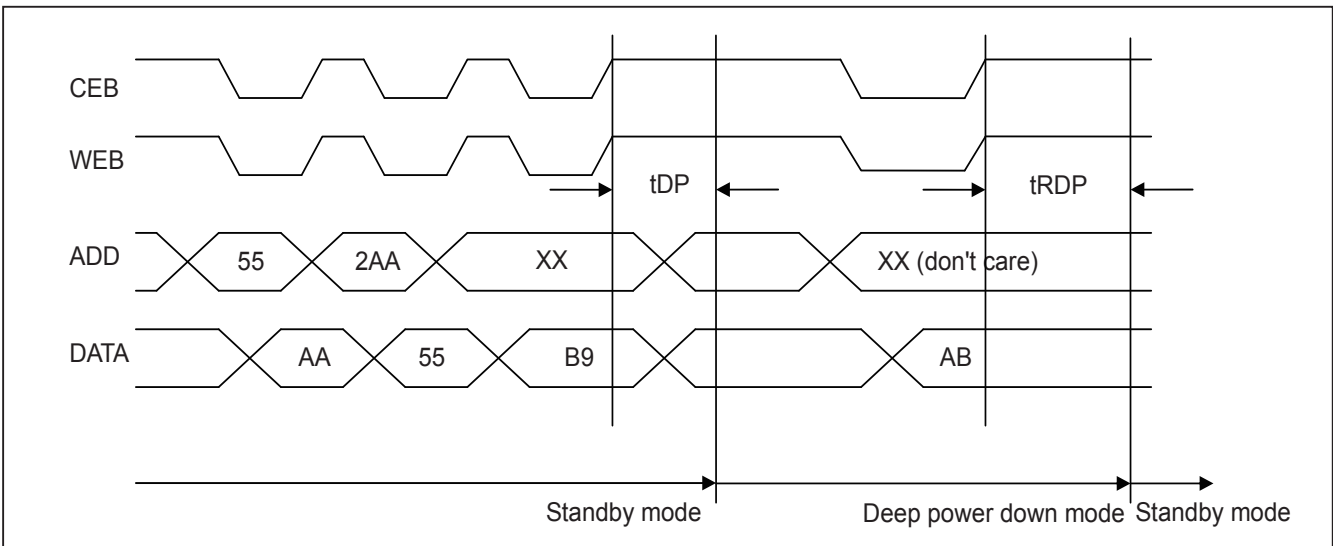 CEB
WEB
tDP
tRDP
ADD
55
2AA
XX
XX (don't care)
DATA
AA
55
B9
AB
Standby mode
Deep power down mode
Standby mode